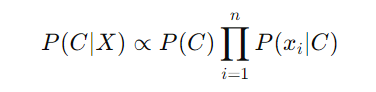 P(C|X) ∝ P(C) ∏_{i=1}^{n} P(x_i|C)